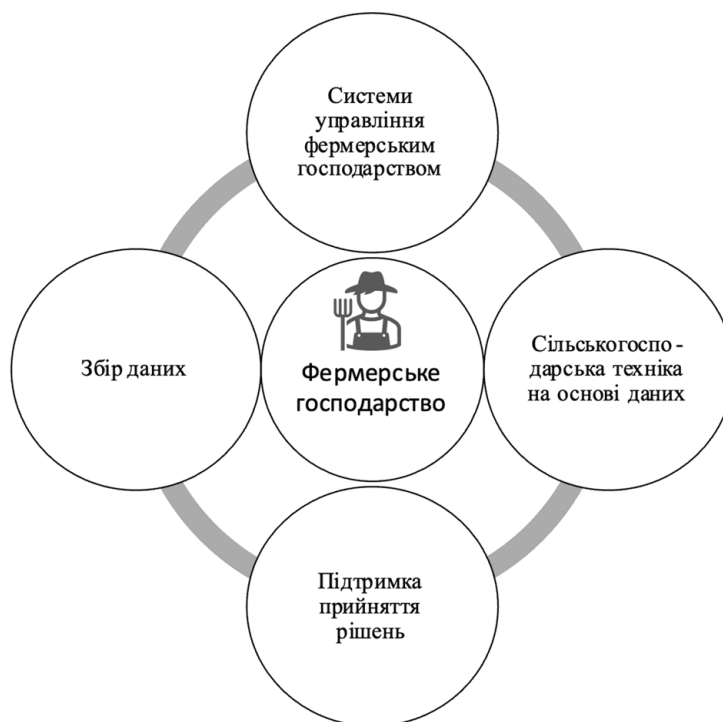 Системи
управління
фермерським
господарством
Збір даних
Фермерське
господарство
Сільськогоспо -
дарська техніка
на основі даних
Підтримка
прийняття
рішень